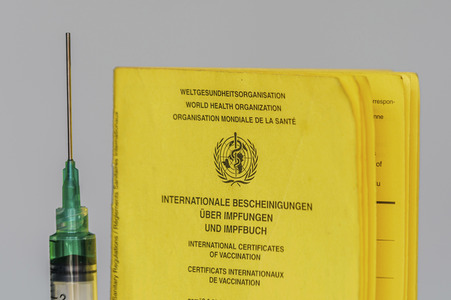 WELTGESUNDHEITSORGANISATION
WORLD HEALTH ORGANIZATION
ORGANISATION MONDIALE DE LA SANTÉ
INTERNATIONALE BESCHEINIGUNGEN
ÜBER IMPFUNGEN
UND IMPFBUCH
INTERNATIONAL CERTIFICATES
OF VACCINATION
CERTIFICATS INTERNATIONAUX
DE VACCINATION
of